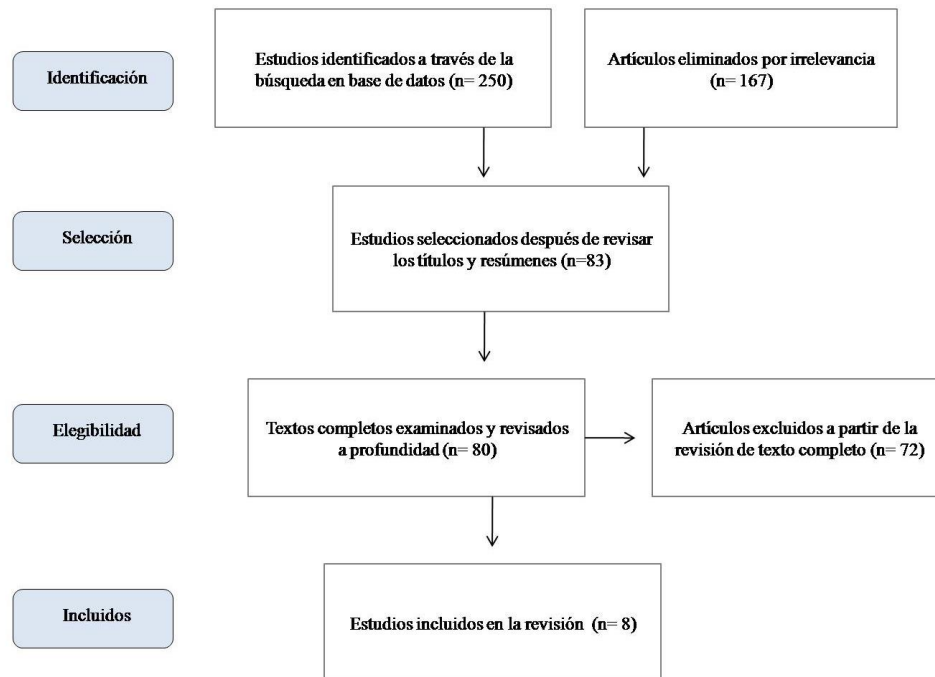 Identificación
Estudios identificados a través de la
búsqueda en base de datos (n= 250)
Artículos eliminados por irrelevancia
(n= 167)
Selección
Estudios seleccionados después de revisar
los títulos y resúmenes (n=83)
Elegibilidad
Textos completos examinados y revisados
a profundidad (n= 80)
Artículos excluidos a partir de la
revisión de texto completo (n= 72)
Incluidos
Estudios incluidos en la revisión (n= 8)